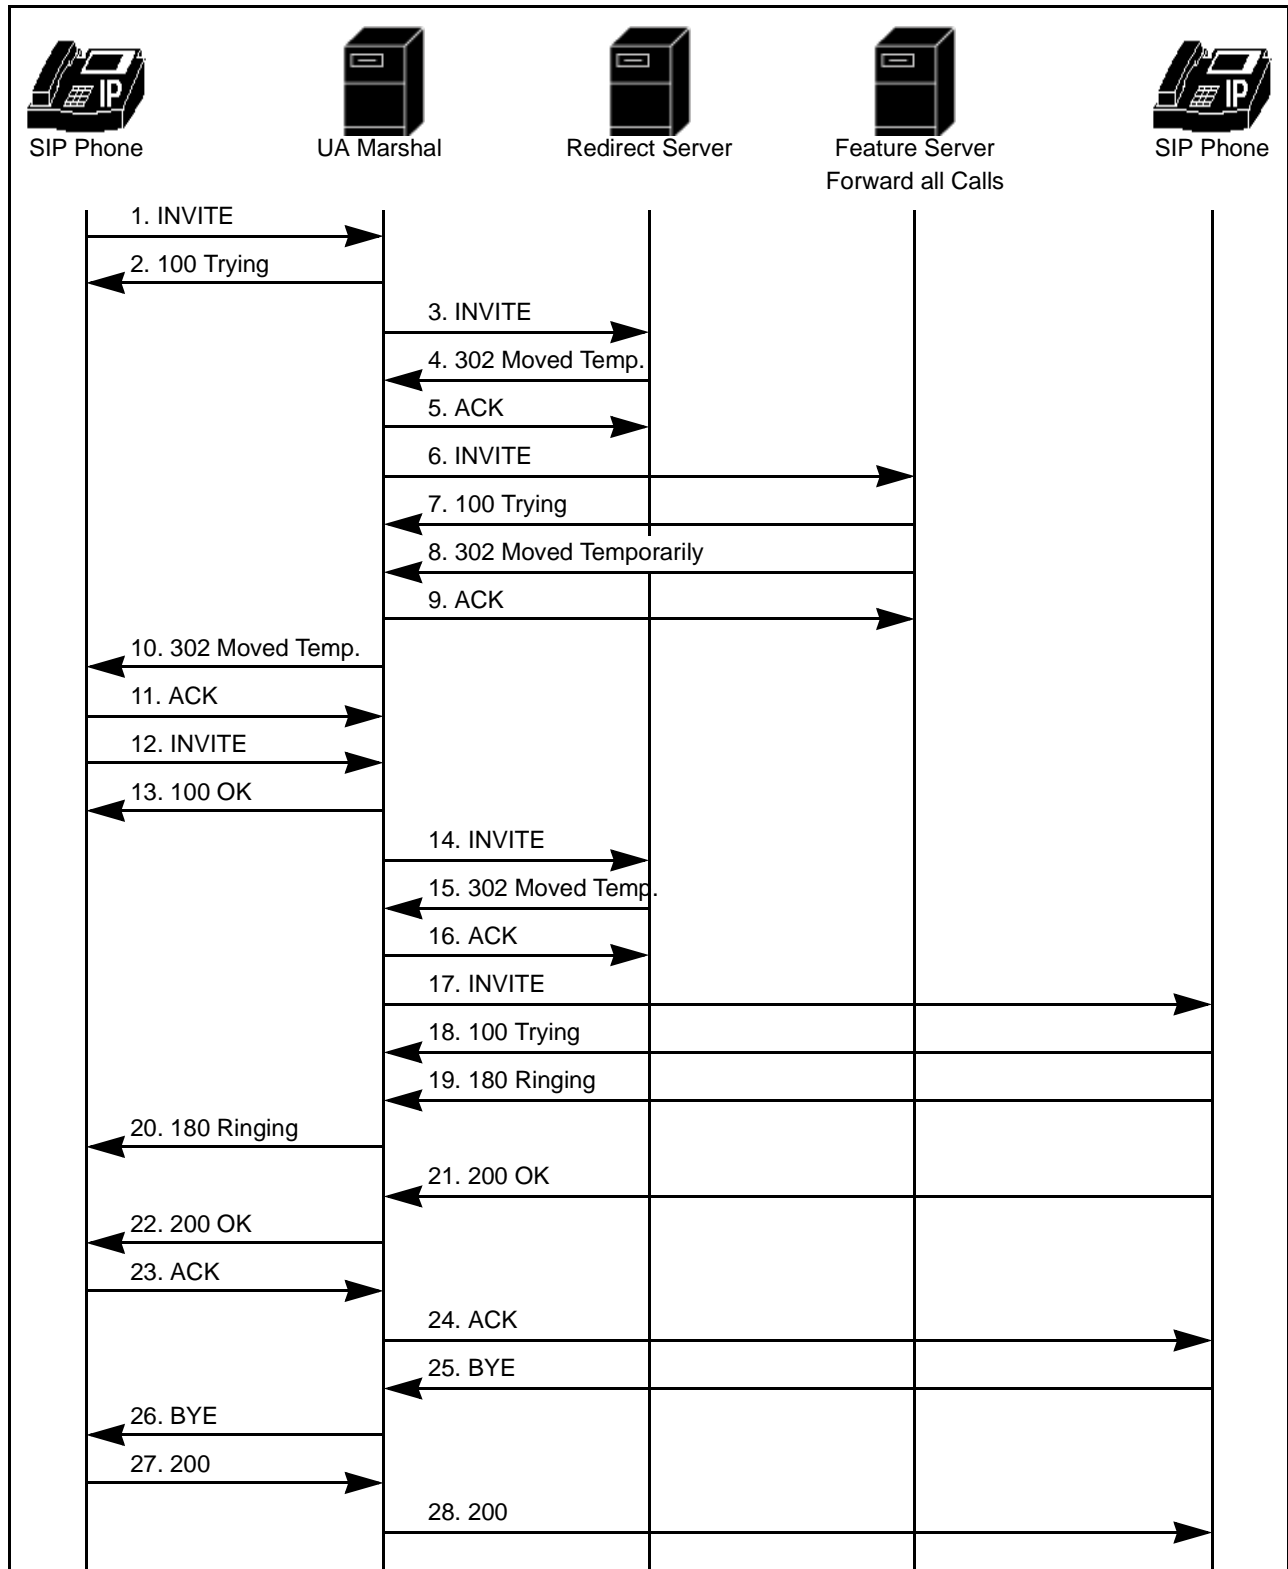 IP
IP
SIP Phone
UA Marshal
Redirect Server
Feature Server
Forward all Calls
SIP Phone
1. INVITE
2. 100 Trying
3. INVITE
4. 302 Moved Temp.
5. ACK
6. INVITE
7. 100 Trying
8. 302 Moved Temporarily
9. ACK
10. 302 Moved Temp.
11. ACK
12. INVITE
13. 100 OK
14. INVITE
15. 302 Moved Temp.
16. ACK
17. INVITE
18. 100 Trying
19. 180 Ringing
20. 180 Ringing
21. 200 OK
22. 200 OK
23. ACK
24. ACK
25. BYE
26. BYE
27. 200
28. 200